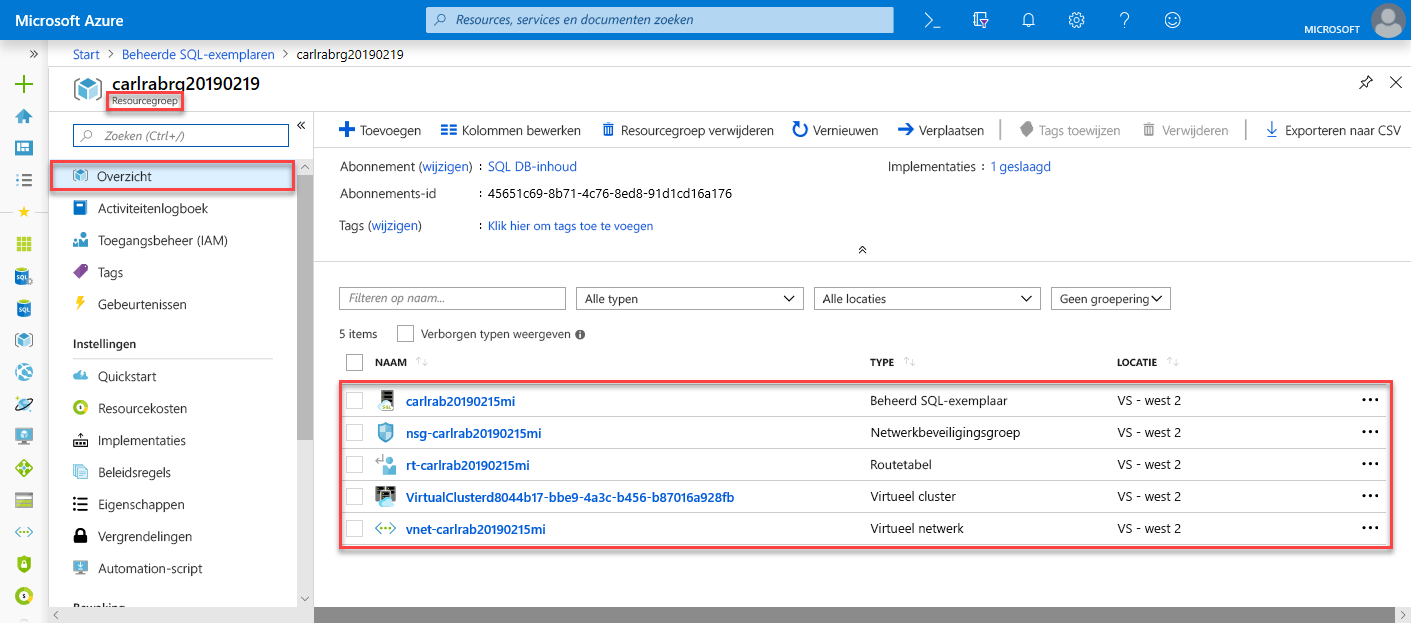 Microsoft Azure
Resources, services en documenten zoeken
MICROSOFT
Start > Beheerde SQL-exemplaren > carlrabrg20190219
carlrabrg20190219
Resourcegroep
Zoeken (Ctrl+/)
Overzicht
Activiteitenlogboek
Toegangsbeheer (IAM)
Tags
Gebeurtenissen
Instellingen
Quickstart
Resourcekosten
Implementaties
Beleidsregels
Eigenschappen
Vergrendelingen
Automation-script
Bewaking
Toevoegen Kolommen bewerken Resourcegroep verwijderen Vernieuwen Verplaatsen Tags toewijzen Verwijderen Exporteren naar CSV
Abonnement (wijzigen) : SQL DB-inhoud Implementaties : 1 geslaagd
Abonnements-id : 45651c69-8b71-4c76-8ed8-91d1cd16a176
Tags (wijzigen) : Klik hier om tags toe te voegen
Filteren op naam... Alle typen Alle locaties Geen groepering
5 items Verborgen typen weergeven
NAAM TYPE LOCATIE
carlrab20190215mi Beheerd SQL-exemplaar VS - west 2
nsg-carlrab20190215mi Netwerkbeveiligingsgroep VS - west 2
rt-carlrab20190215mi Routetabel VS - west 2
VirtualClusterd8044b17-bbe9-4a3c-b456-b87016a928fb Virtueel cluster VS - west 2
vnet-carlrab20190215mi Virtueel netwerk VS - west 2